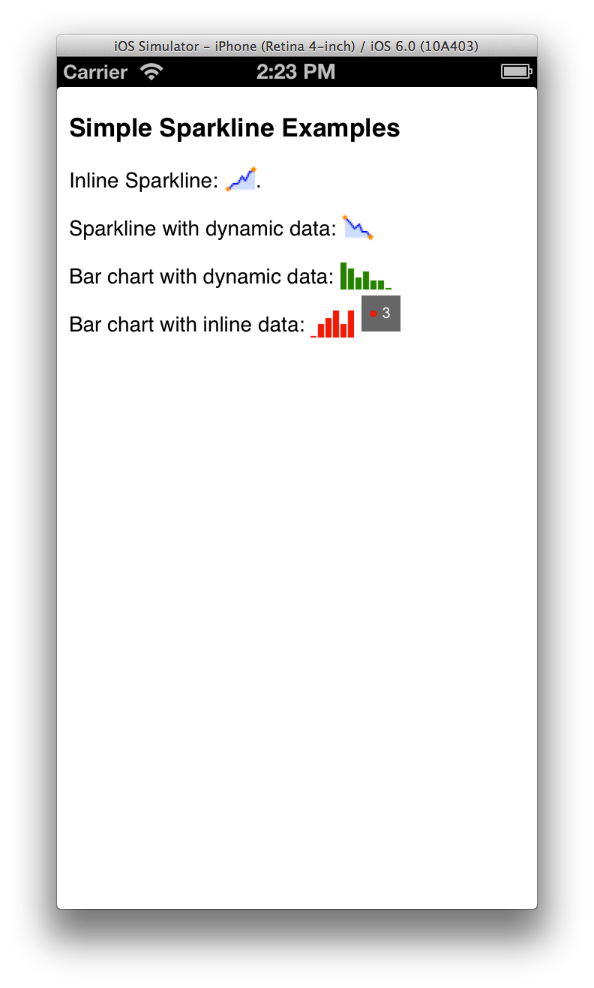 iOS Simulator – iPhone (Retina 4-inch) / iOS 6.0 (10A403)
Carrier 2:23 PM
Simple Sparkline Examples
Inline Sparkline: .
Sparkline with dynamic data:
Bar chart with dynamic data:
Bar chart with inline data: 3